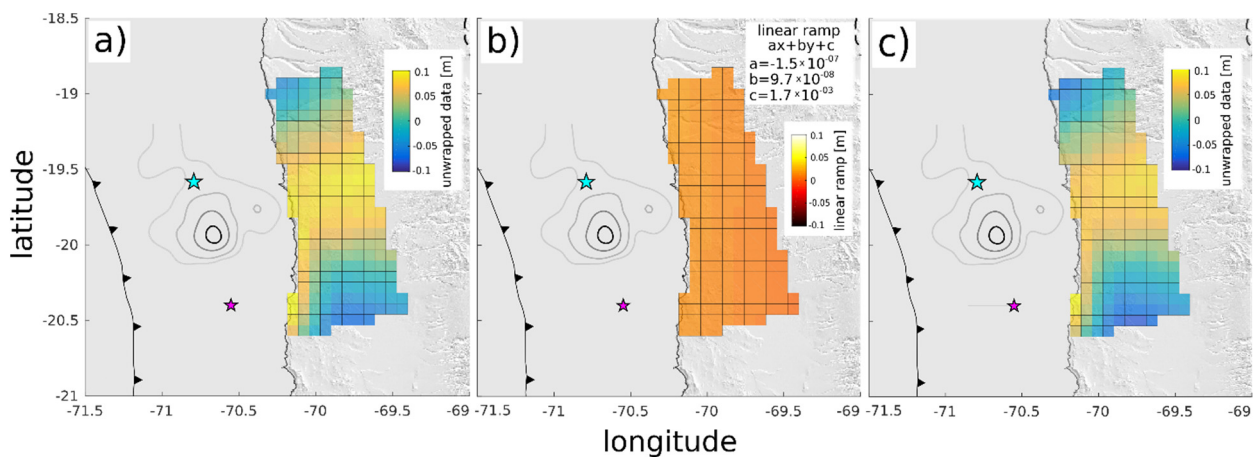 a)
b)
c)
linear ramp
ax+by+c
a=-1.5×10⁻⁰⁷
b=9.7×10⁻⁰⁸
c=1.7×10⁻⁰³
0.1
0.05
0
-0.05
-0.1
unwrapped data [m]
0.1
0.05
0
-0.05
-0.1
linear ramp [m]
0.1
0.05
0
-0.05
-0.1
unwrapped data [m]
latitude
-18.5
-19
-19.5
-20
-20.5
-21
-71.5 -71 -70.5 -70 -69.5 -69
-71.5 -71 -70.5 -70 -69.5 -69
-71.5 -71 -70.5 -70 -69.5 -69
longitude